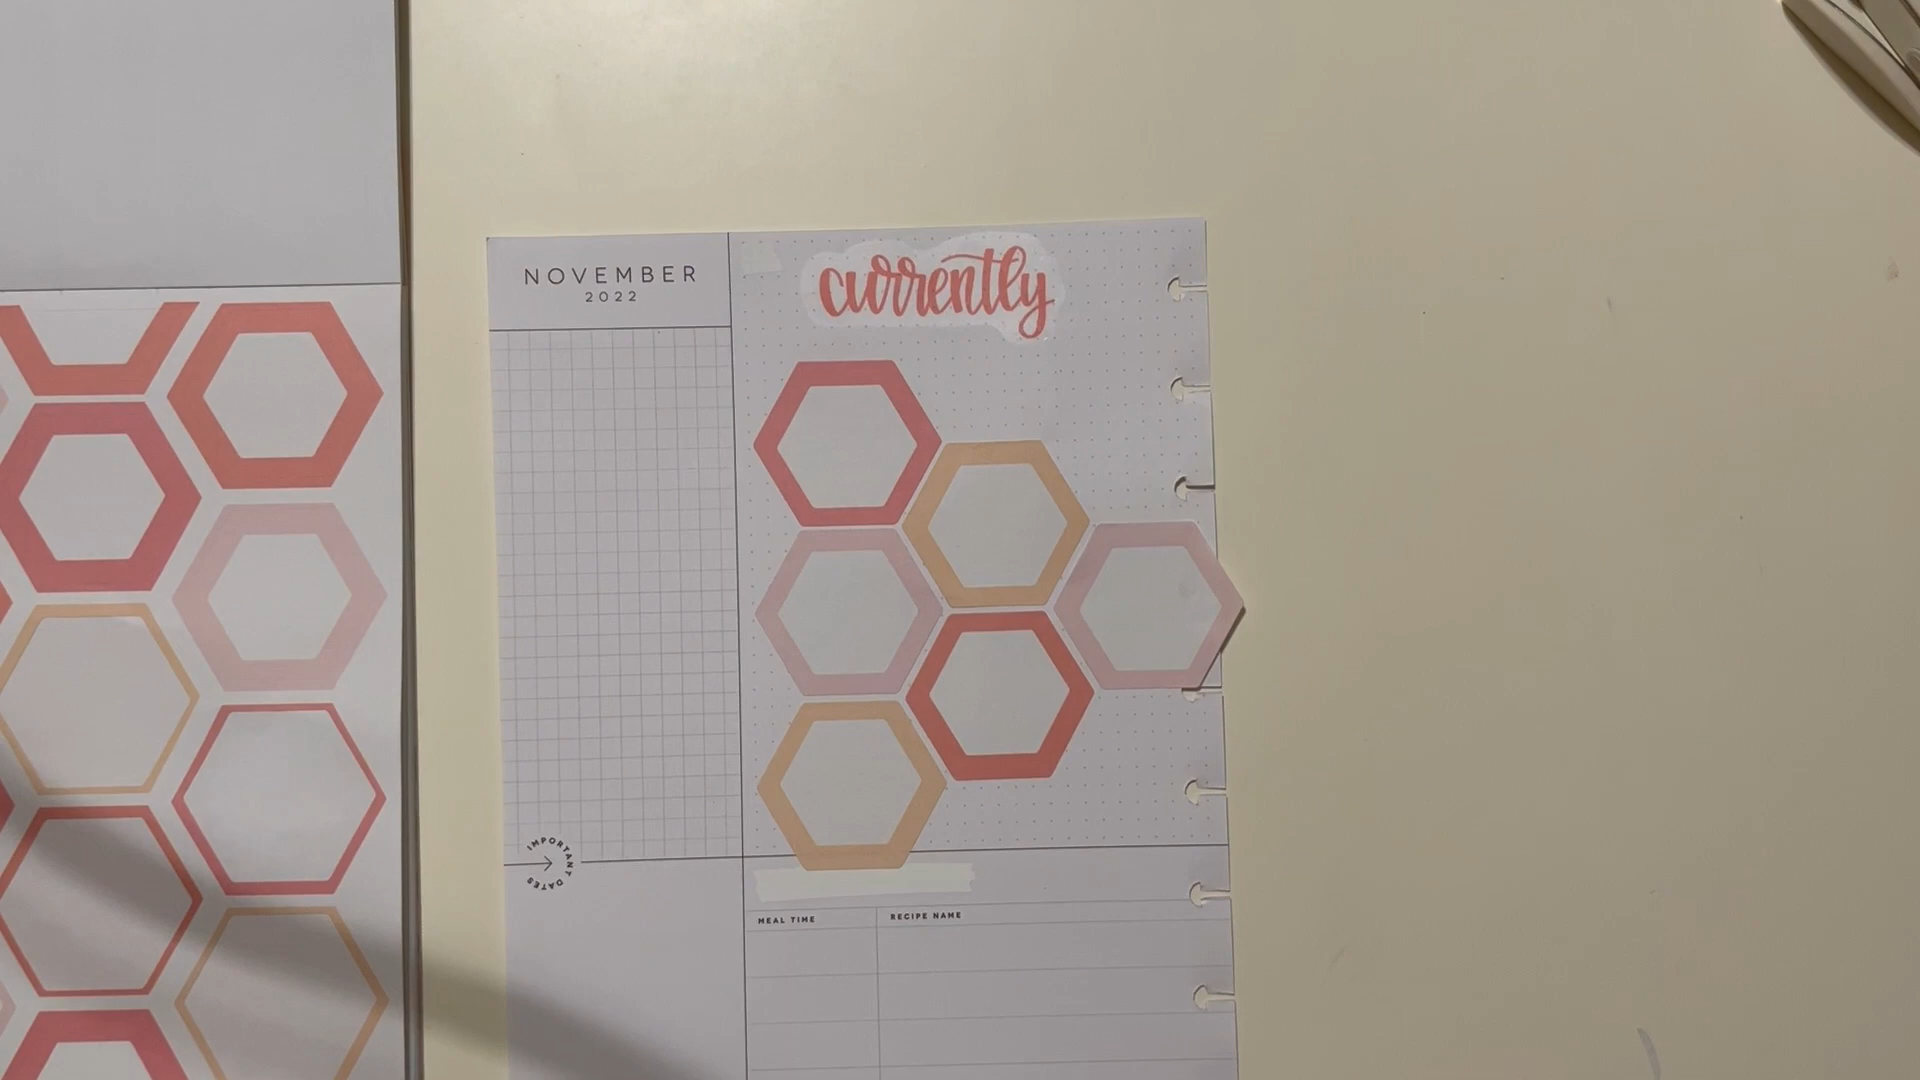 NOVEMBER
2022
currently
IMPORTANT DATES
MEAL TIME
RECIPE NAME